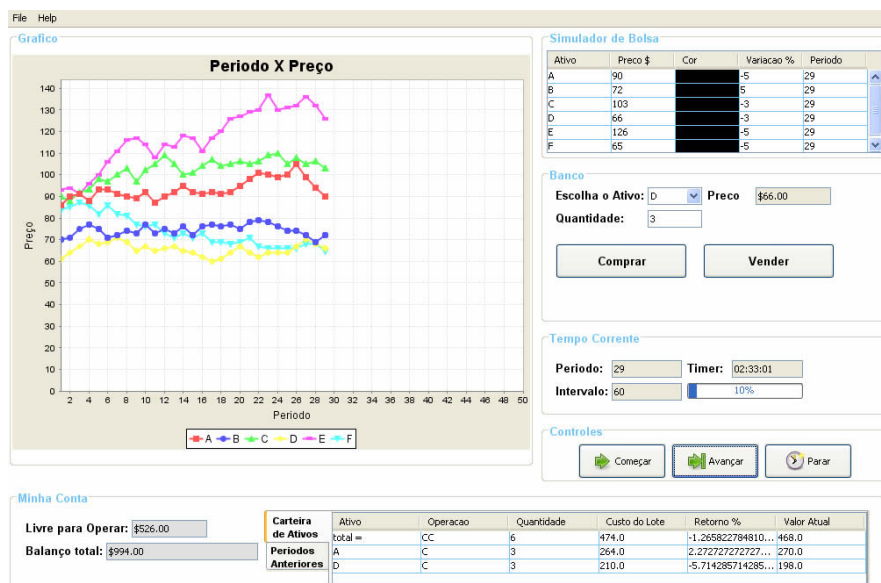 File Help
Grafico
Periodo X Preço
Preço
140
130
120
110
100
90
80
70
60
50
40
30
20
10
0
2 4 6 8 10 12 14 16 18 20 22 24 26 28 30 32 34 36 38 40 42 44 46 48 50
Periodo
A B C D E F
Simulador de Bolsa
Ativo Preco $ Cor Variacao % Periodo
A 90 -5 29
B 72 5 29
C 103 -3 29
D 66 -3 29
E 126 -5 29
F 65 -5 29
Banco
Escolha o Ativo: D Preco $66.00
Quantidade: 3
Comprar Vender
Tempo Corrente
Periodo: 29 Timer: 02:33:01
Intervalo: 60 10%
Controles
Começar Avançar Parar
Minha Conta
Livre para Operar: $526.00
Balanço total: $994.00
Carteira de Ativos
Periodos Anteriores
Ativo Operacao Quantidade Custo do Lote Retorno % Valor Atual
total = CC 6 474.0 -1.265822784810... 468.0
A C 3 264.0 2.272727272727... 270.0
D C 3 210.0 -5.714285714285... 198.0